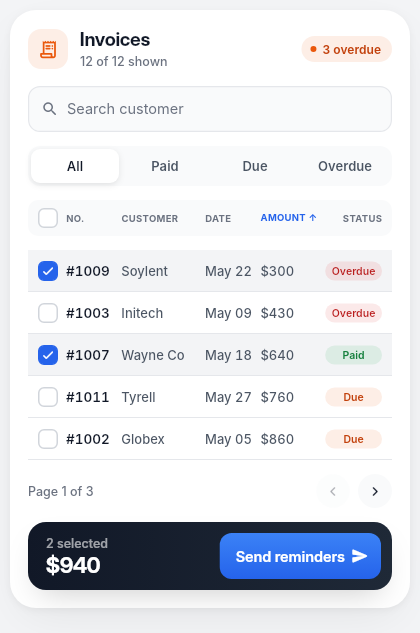 Invoices
12 of 12 shown
3 overdue
Search customer
All Paid Due Overdue
NO. CUSTOMER DATE AMOUNT ↑ STATUS
#1009 Soylent May 22 $300 Overdue
#1003 Initech May 09 $430 Overdue
#1007 Wayne Co May 18 $640 Paid
#1011 Tyrell May 27 $760 Due
#1002 Globex May 05 $860 Due
Page 1 of 3
2 selected
$940
Send reminders